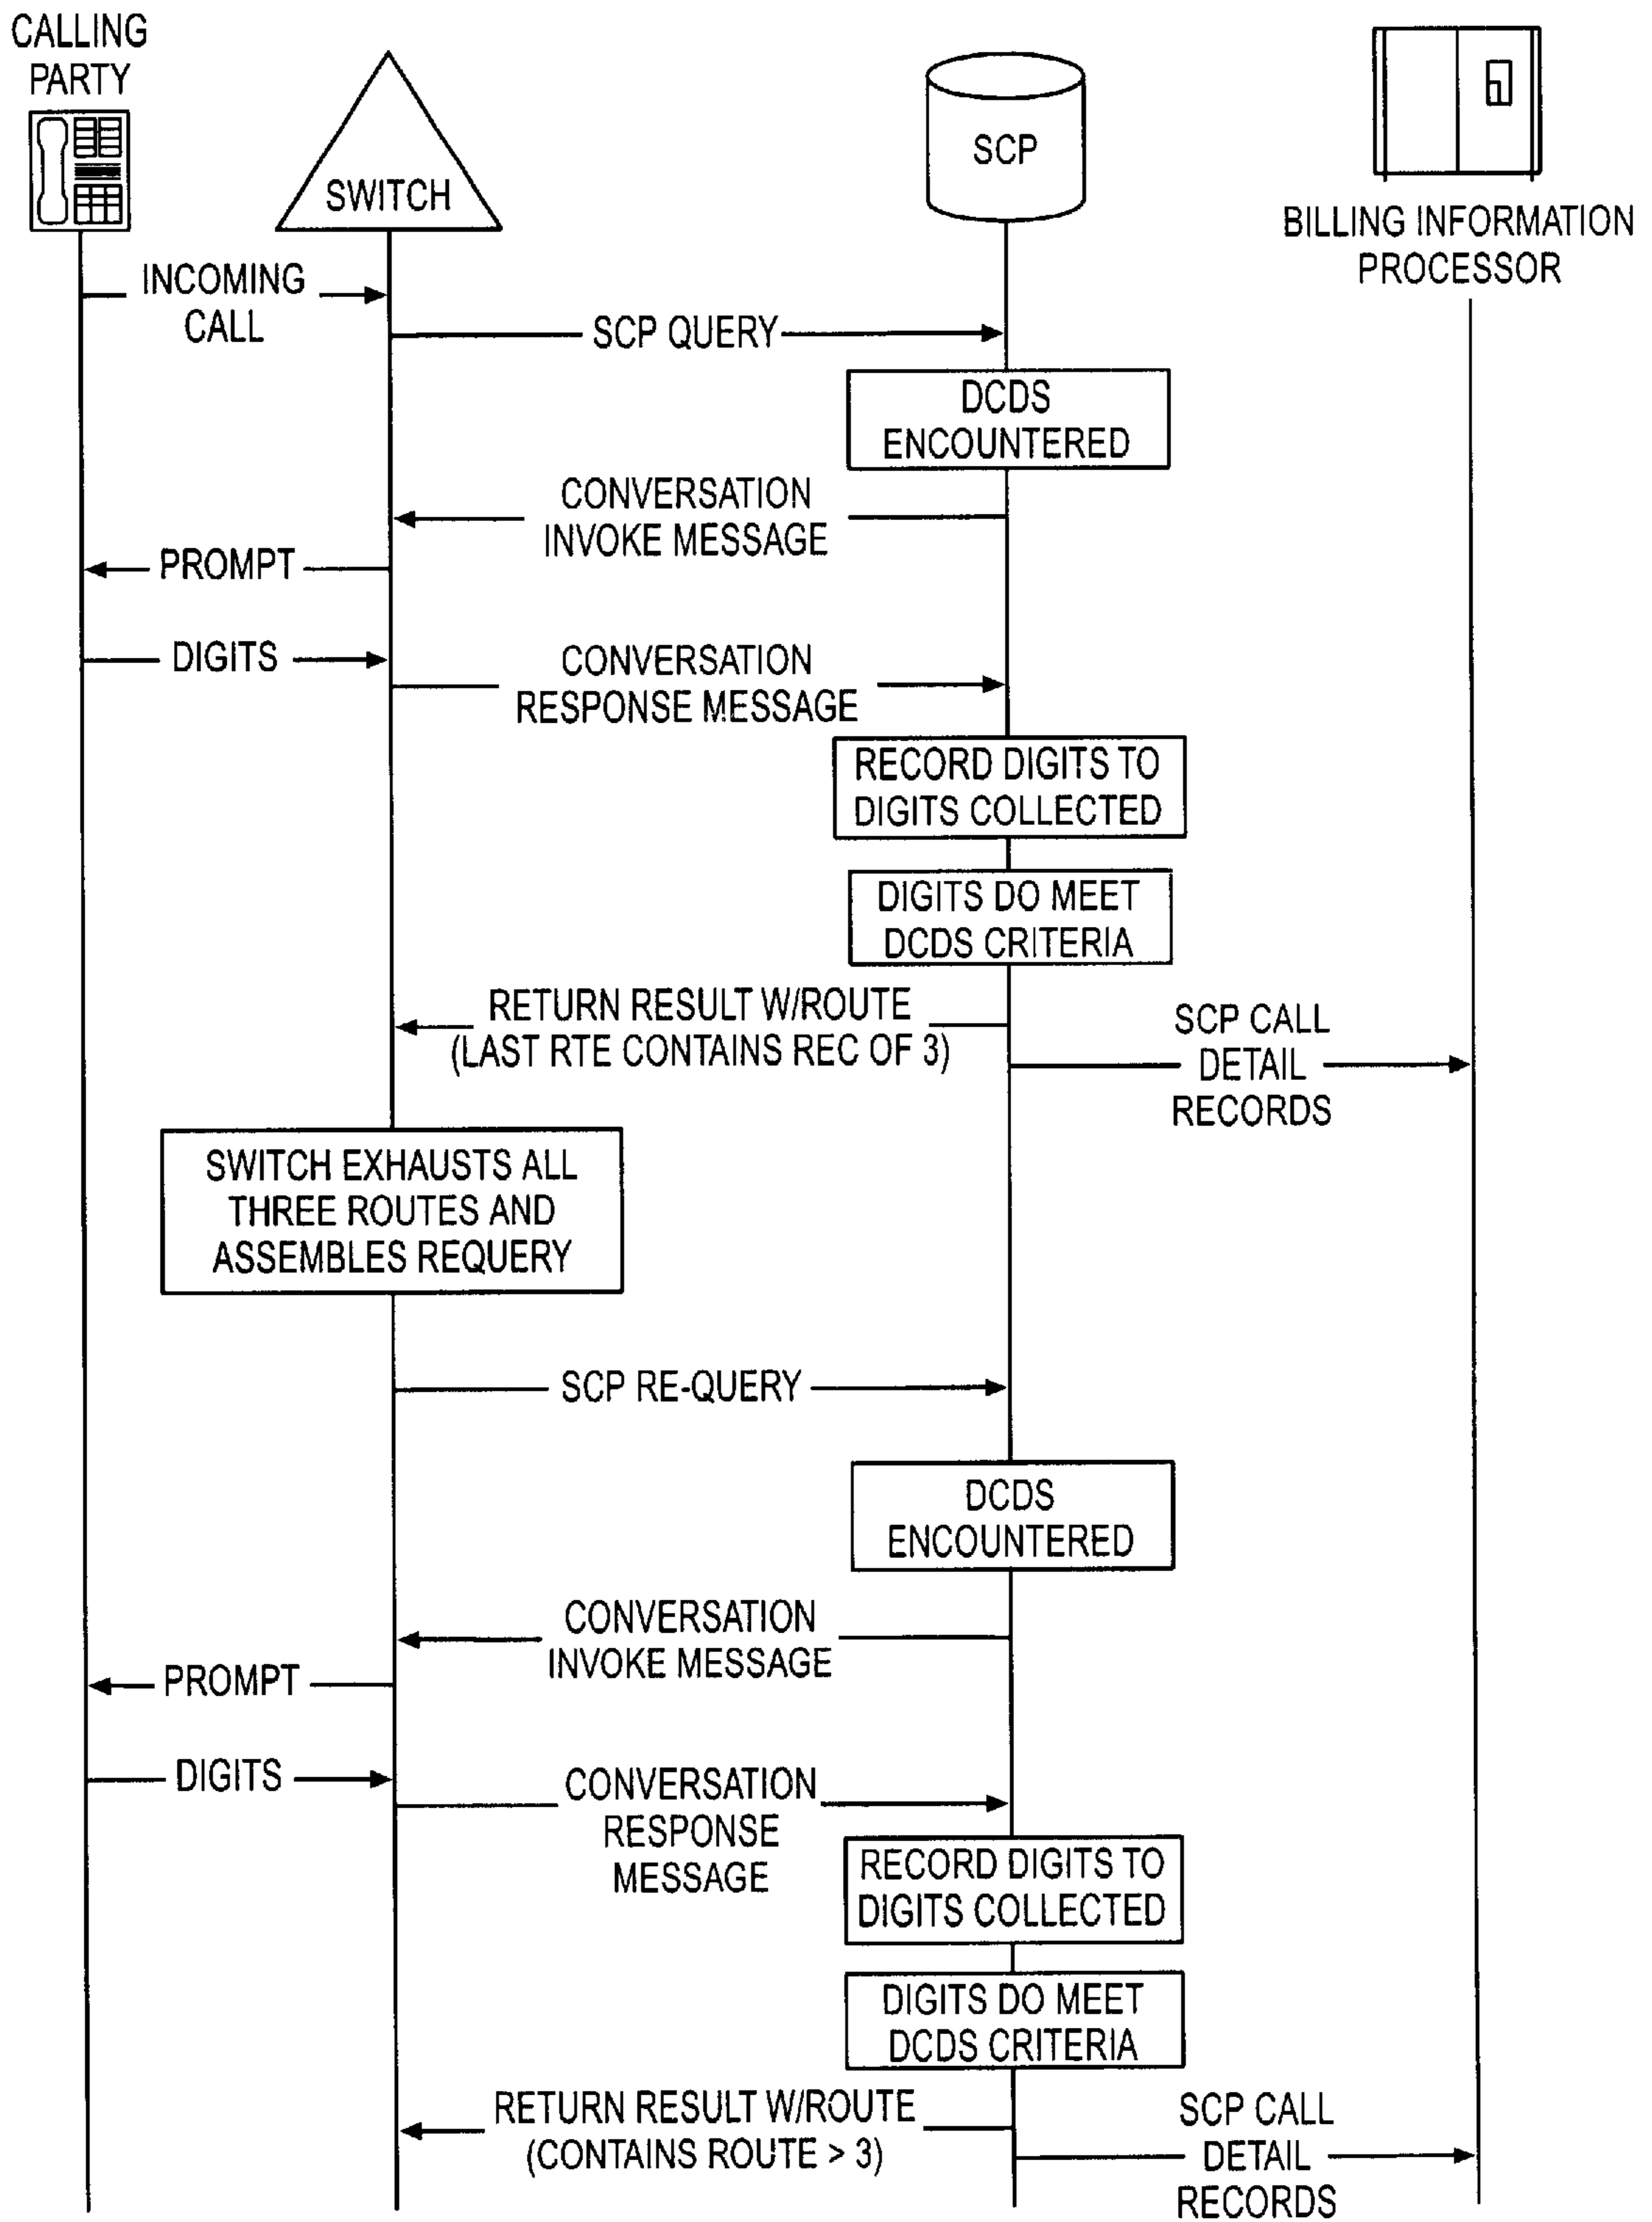 CALLING
PARTY
SWITCH
SCP
BILLING INFORMATION
PROCESSOR
INCOMING
CALL
SCP QUERY
DCDS
ENCOUNTERED
CONVERSATION
INVOKE MESSAGE
PROMPT
DIGITS
CONVERSATION
RESPONSE MESSAGE
RECORD DIGITS TO
DIGITS COLLECTED
DIGITS DO MEET
DCDS CRITERIA
RETURN RESULT W/ROUTE
(LAST RTE CONTAINS REC OF 3)
SCP CALL
DETAIL
RECORDS
SWITCH EXHAUSTS ALL
THREE ROUTES AND
ASSEMBLES REQUERY
SCP RE-QUERY
DCDS
ENCOUNTERED
CONVERSATION
INVOKE MESSAGE
PROMPT
DIGITS
CONVERSATION
RESPONSE
MESSAGE
RECORD DIGITS TO
DIGITS COLLECTED
DIGITS DO MEET
DCDS CRITERIA
RETURN RESULT W/ROUTE
(CONTAINS ROUTE > 3)
SCP CALL
DETAIL
RECORDS